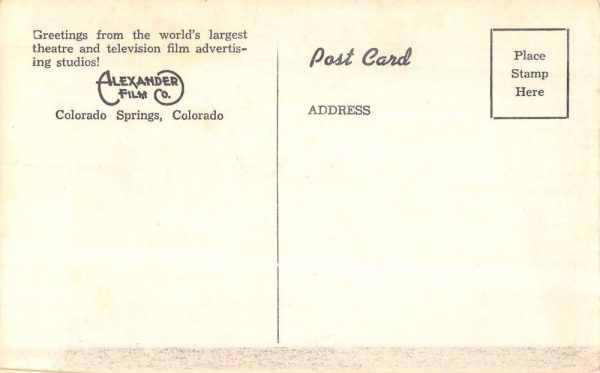 Greetings from the world's largest
theatre and television film advertis-
ing studios!
ALEXANDER
FILM CO.
Colorado Springs, Colorado
Post Card
ADDRESS
Place
Stamp
Here